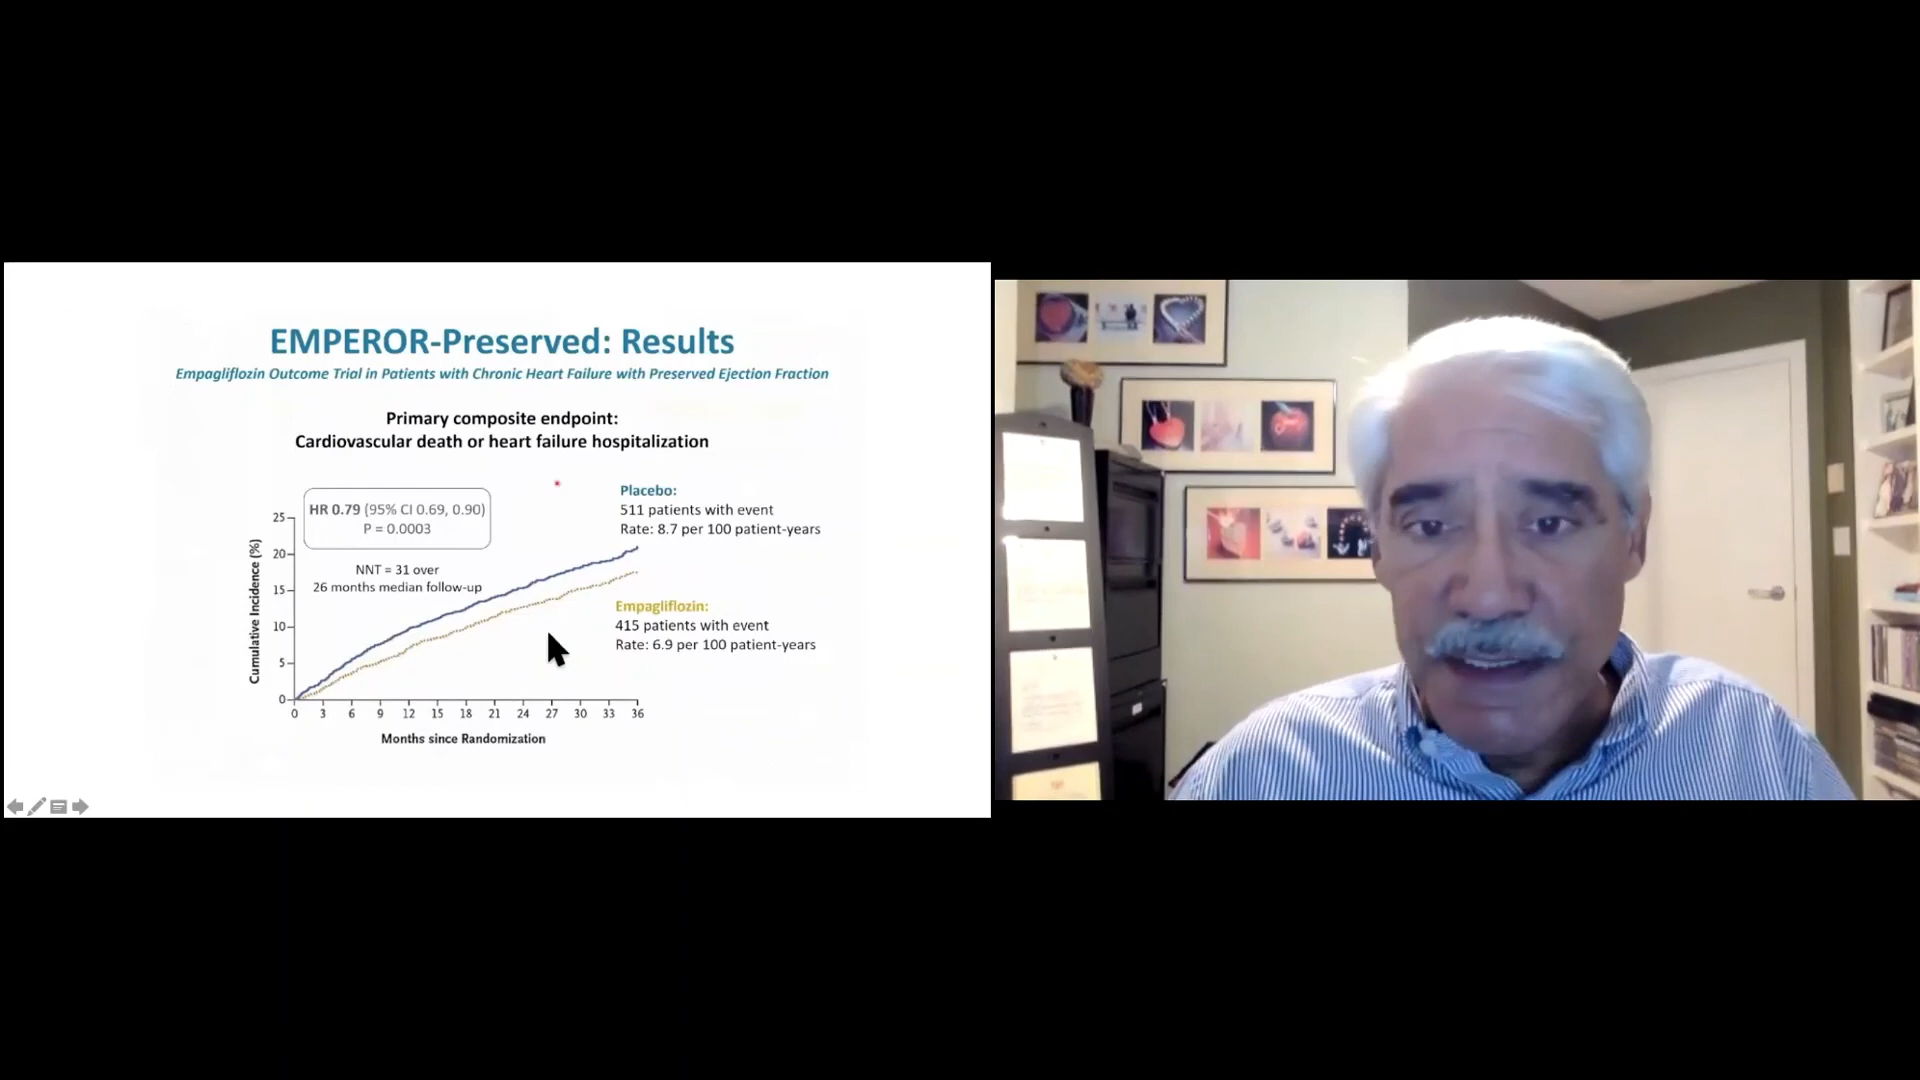 EMPEROR-Preserved: Results
Empagliflozin Outcome Trial in Patients with Chronic Heart Failure with Preserved Ejection Fraction
Primary composite endpoint:
Cardiovascular death or heart failure hospitalization
HR 0.79 (95% CI 0.69, 0.90)
P = 0.0003
NNT = 31 over
26 months median follow-up
Placebo:
511 patients with event
Rate: 8.7 per 100 patient-years
Empagliflozin:
415 patients with event
Rate: 6.9 per 100 patient-years
Cumulative Incidence (%)
25
20
15
10
5
0
0 3 6 9 12 15 18 21 24 27 30 33 36
Months since Randomization